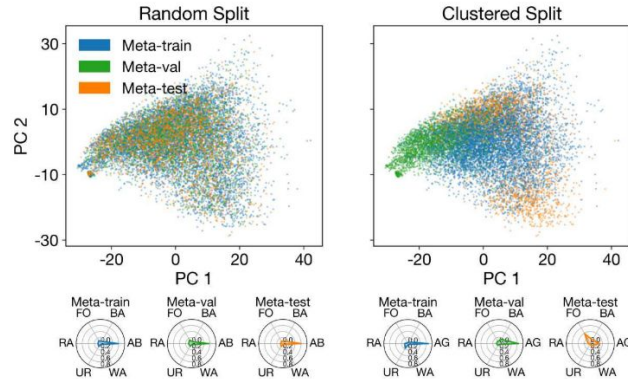 Random Split
Clustered Split
Meta-train
Meta-val
Meta-test
30
10
-10
-30
PC 2
-20 0 20 40
-20 0 20 40
PC 1
PC 1
Meta-train Meta-val Meta-test
Meta-train Meta-val Meta-test
FO BA FO BA FO BA
FO BA FO BA FO BA
RA AB RA AB RA AB
RA AG RA AG RA AG
UR WA UR WA UR WA
UR WA UR WA UR WA